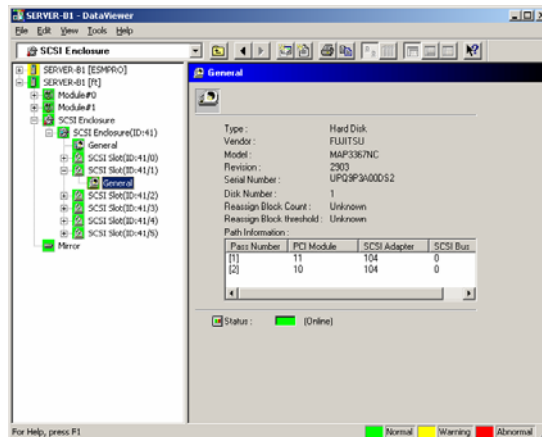 SERVER-B1 - DataViewer
File Edit View Tools Help
SCSI Enclosure
SERVER-B1 [ESMPRO]
SERVER-B1 [ft]
Module#0
Module#1
SCSI Enclosure
SCSI Enclosure(ID:41)
General
SCSI Slot(ID:41/0)
SCSI Slot(ID:41/1)
General
SCSI Slot(ID:41/2)
SCSI Slot(ID:41/3)
SCSI Slot(ID:41/4)
SCSI Slot(ID:41/5)
Mirror
General
Type : Hard Disk
Vendor : FUJITSU
Model : MAP3367NC
Revision : 2903
Serial Number : UPQ9P3A00DS2
Disk Number : 1
Reassign Block Count : Unknown
Reassign Block threshold : Unknown
Path Information :
Pass Number PCI Module SCSI Adapter SCSI Bus
[1] 11 104 0
[2] 10 104 0
Status : (Online)
For Help, press F1
Normal Warning Abnormal